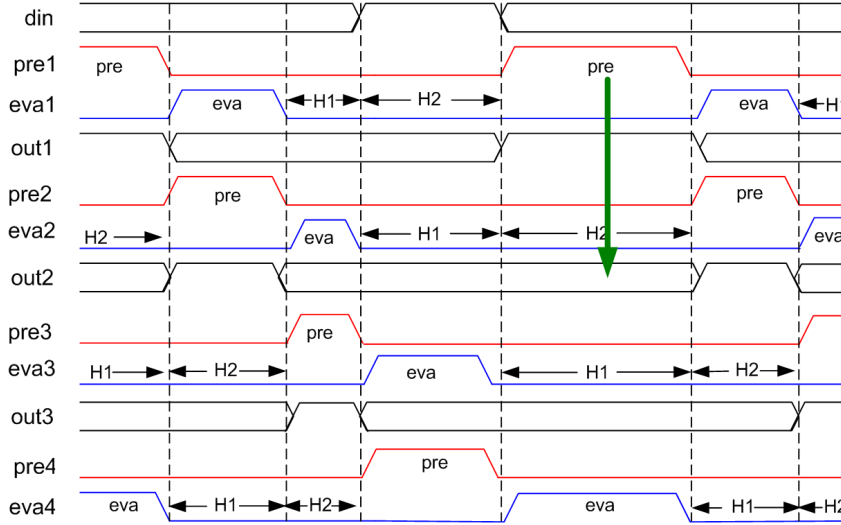 din
pre1 pre pre
eva1 eva H1 H2 eva H1
out1
pre2 pre pre
eva2 H2 eva H1 H2 eva
out2
pre3 pre
eva3 H1 H2 eva H1 H2
out3
pre4 pre
eva4 eva H1 H2 eva H1 H2